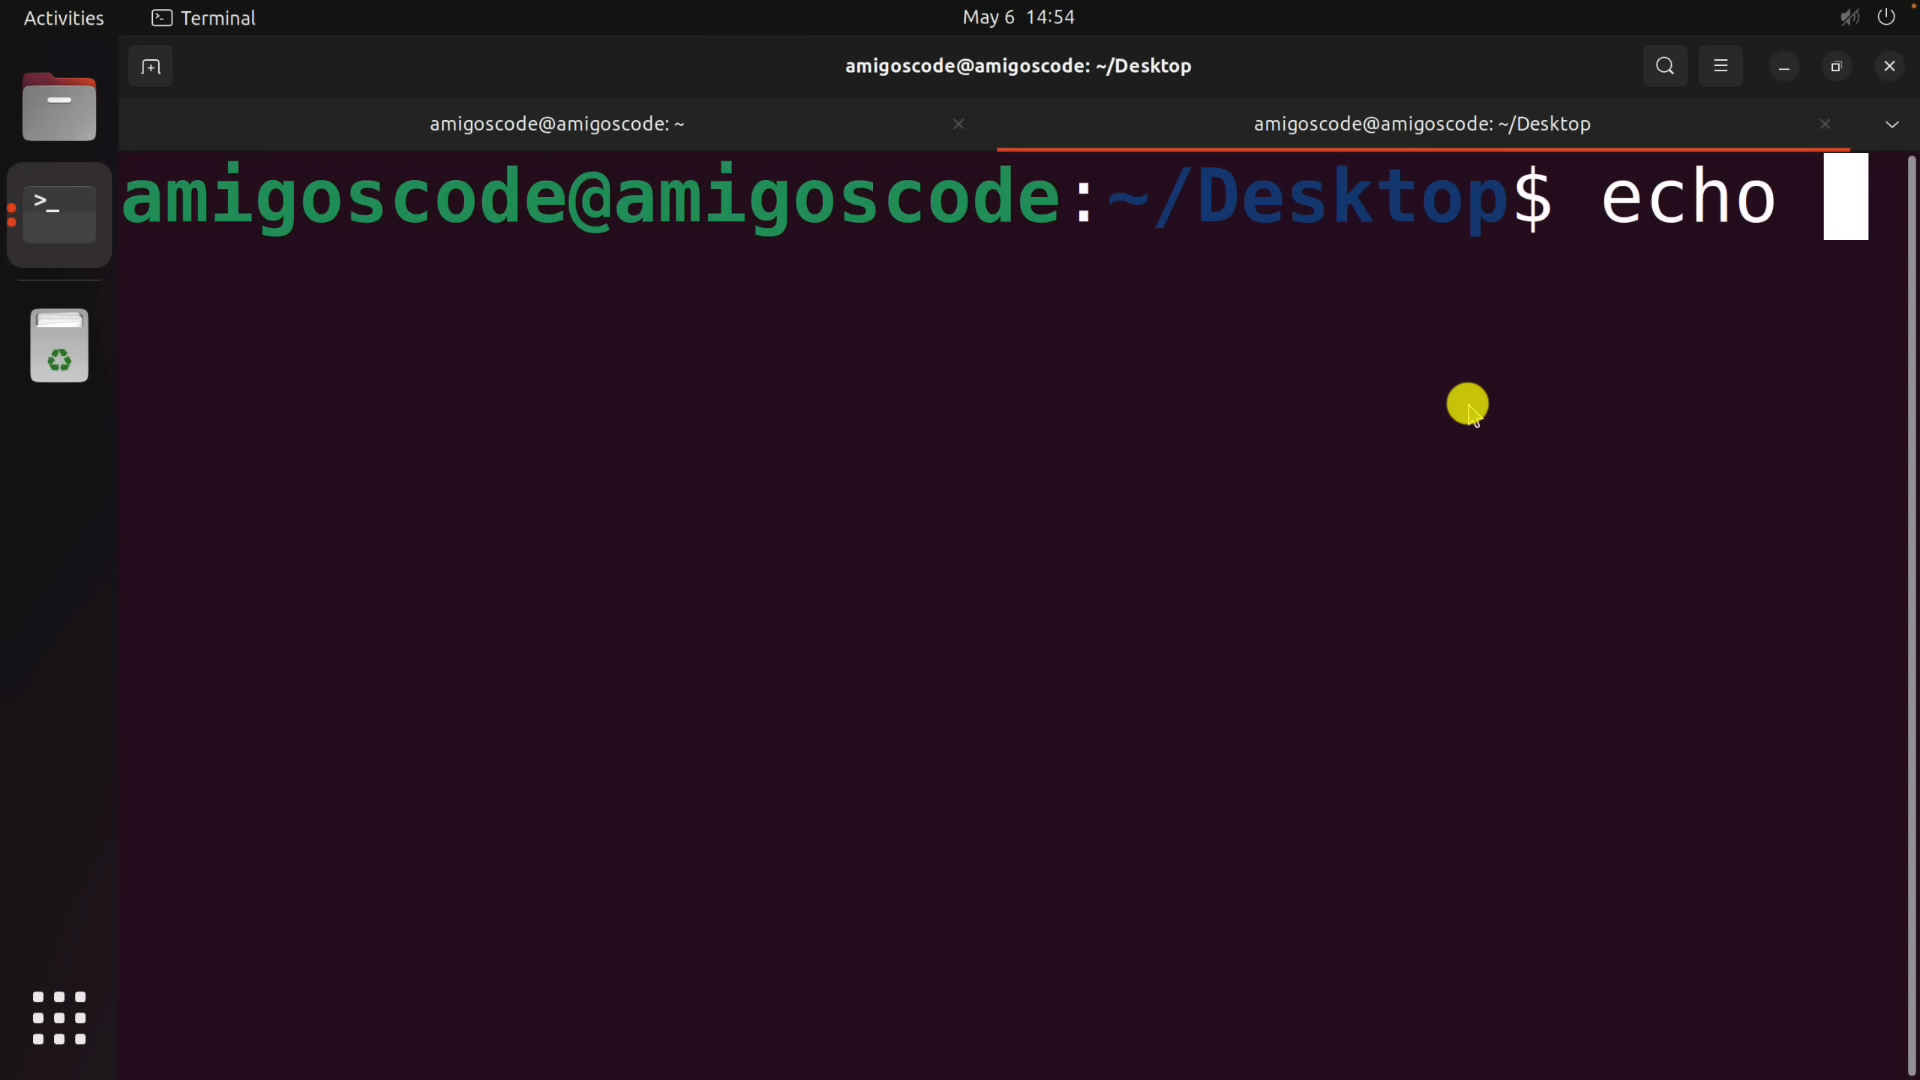 Activities Terminal May 6 14:54
amigoscode@amigoscode: ~/Desktop
amigoscode@amigoscode: ~ amigoscode@amigoscode: ~/Desktop
amigoscode@amigoscode:~/Desktop$ echo
>_